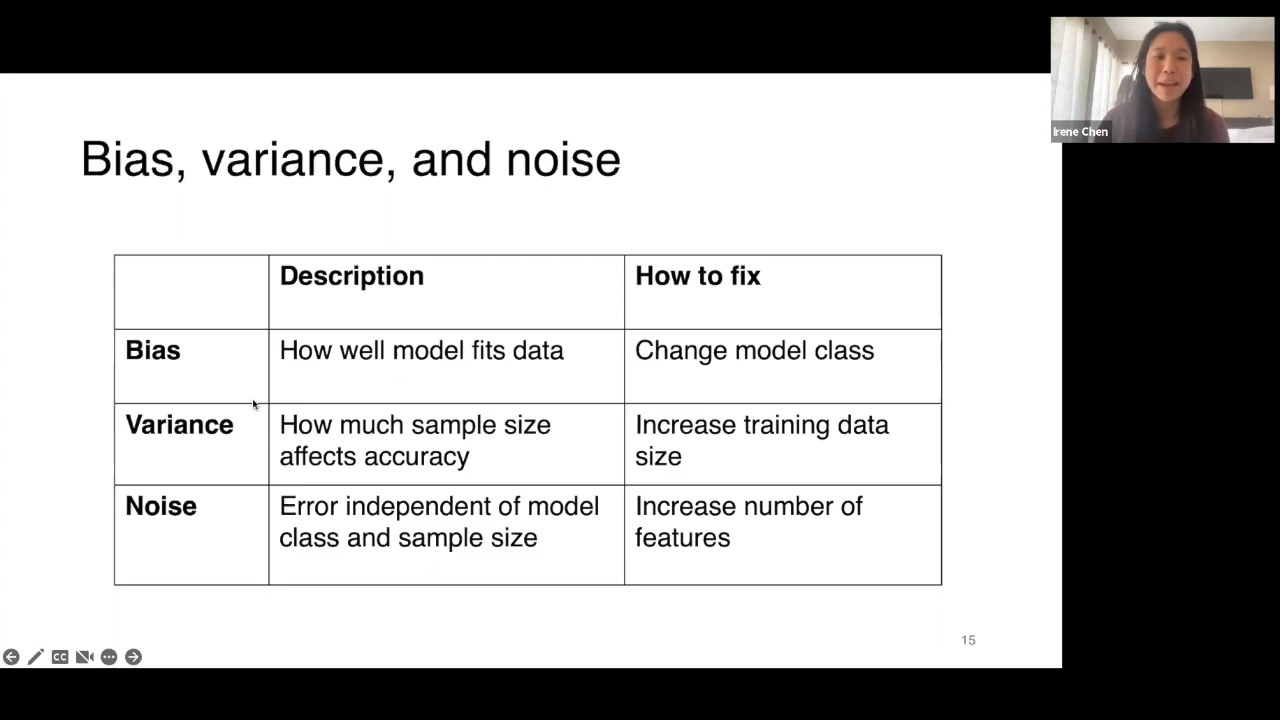 Irene Chen
Bias, variance, and noise
Description
How to fix
Bias
How well model fits data
Change model class
Variance
How much sample size
affects accuracy
Increase training data
size
Noise
Error independent of model
class and sample size
Increase number of
features
15
CC